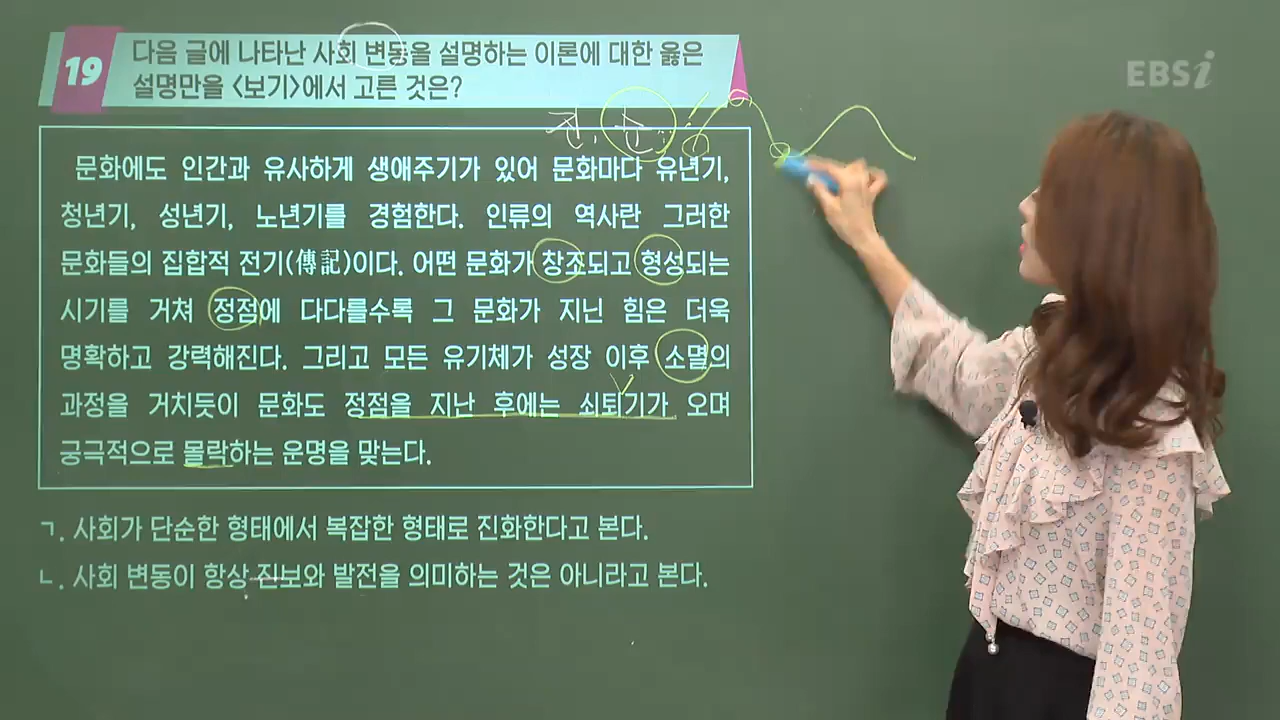 19
다음 글에 나타난 사회 변동을 설명하는 이론에 대한 옳은
설명만을 〈보기〉에서 고른 것은?
EBSi
진, 순
문화에도 인간과 유사하게 생애주기가 있어 문화마다 유년기,
청년기, 성년기, 노년기를 경험한다. 인류의 역사란 그러한
문화들의 집합적 전기(傳記)이다. 어떤 문화가 창조되고 형성되는
시기를 거쳐 정점에 다다를수록 그 문화가 지닌 힘은 더욱
명확하고 강력해진다. 그리고 모든 유기체가 성장 이후 소멸의
과정을 거치듯이 문화도 정점을 지난 후에는 쇠퇴기가 오며
궁극적으로 몰락하는 운명을 맞는다.
ㄱ. 사회가 단순한 형태에서 복잡한 형태로 진화한다고 본다.
ㄴ. 사회 변동이 항상 진보와 발전을 의미하는 것은 아니라고 본다.